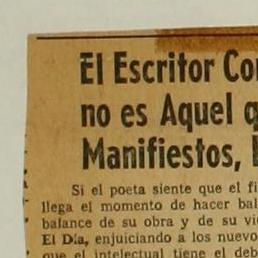 El Escritor Co
no es Aquel q
Manifiestos,
Si el poeta siente que el fi
llega el momento de hacer bal
balance de su obra y de su vi
El Día, enjuiciando a los nuevo
que el intelectual tiene el deb